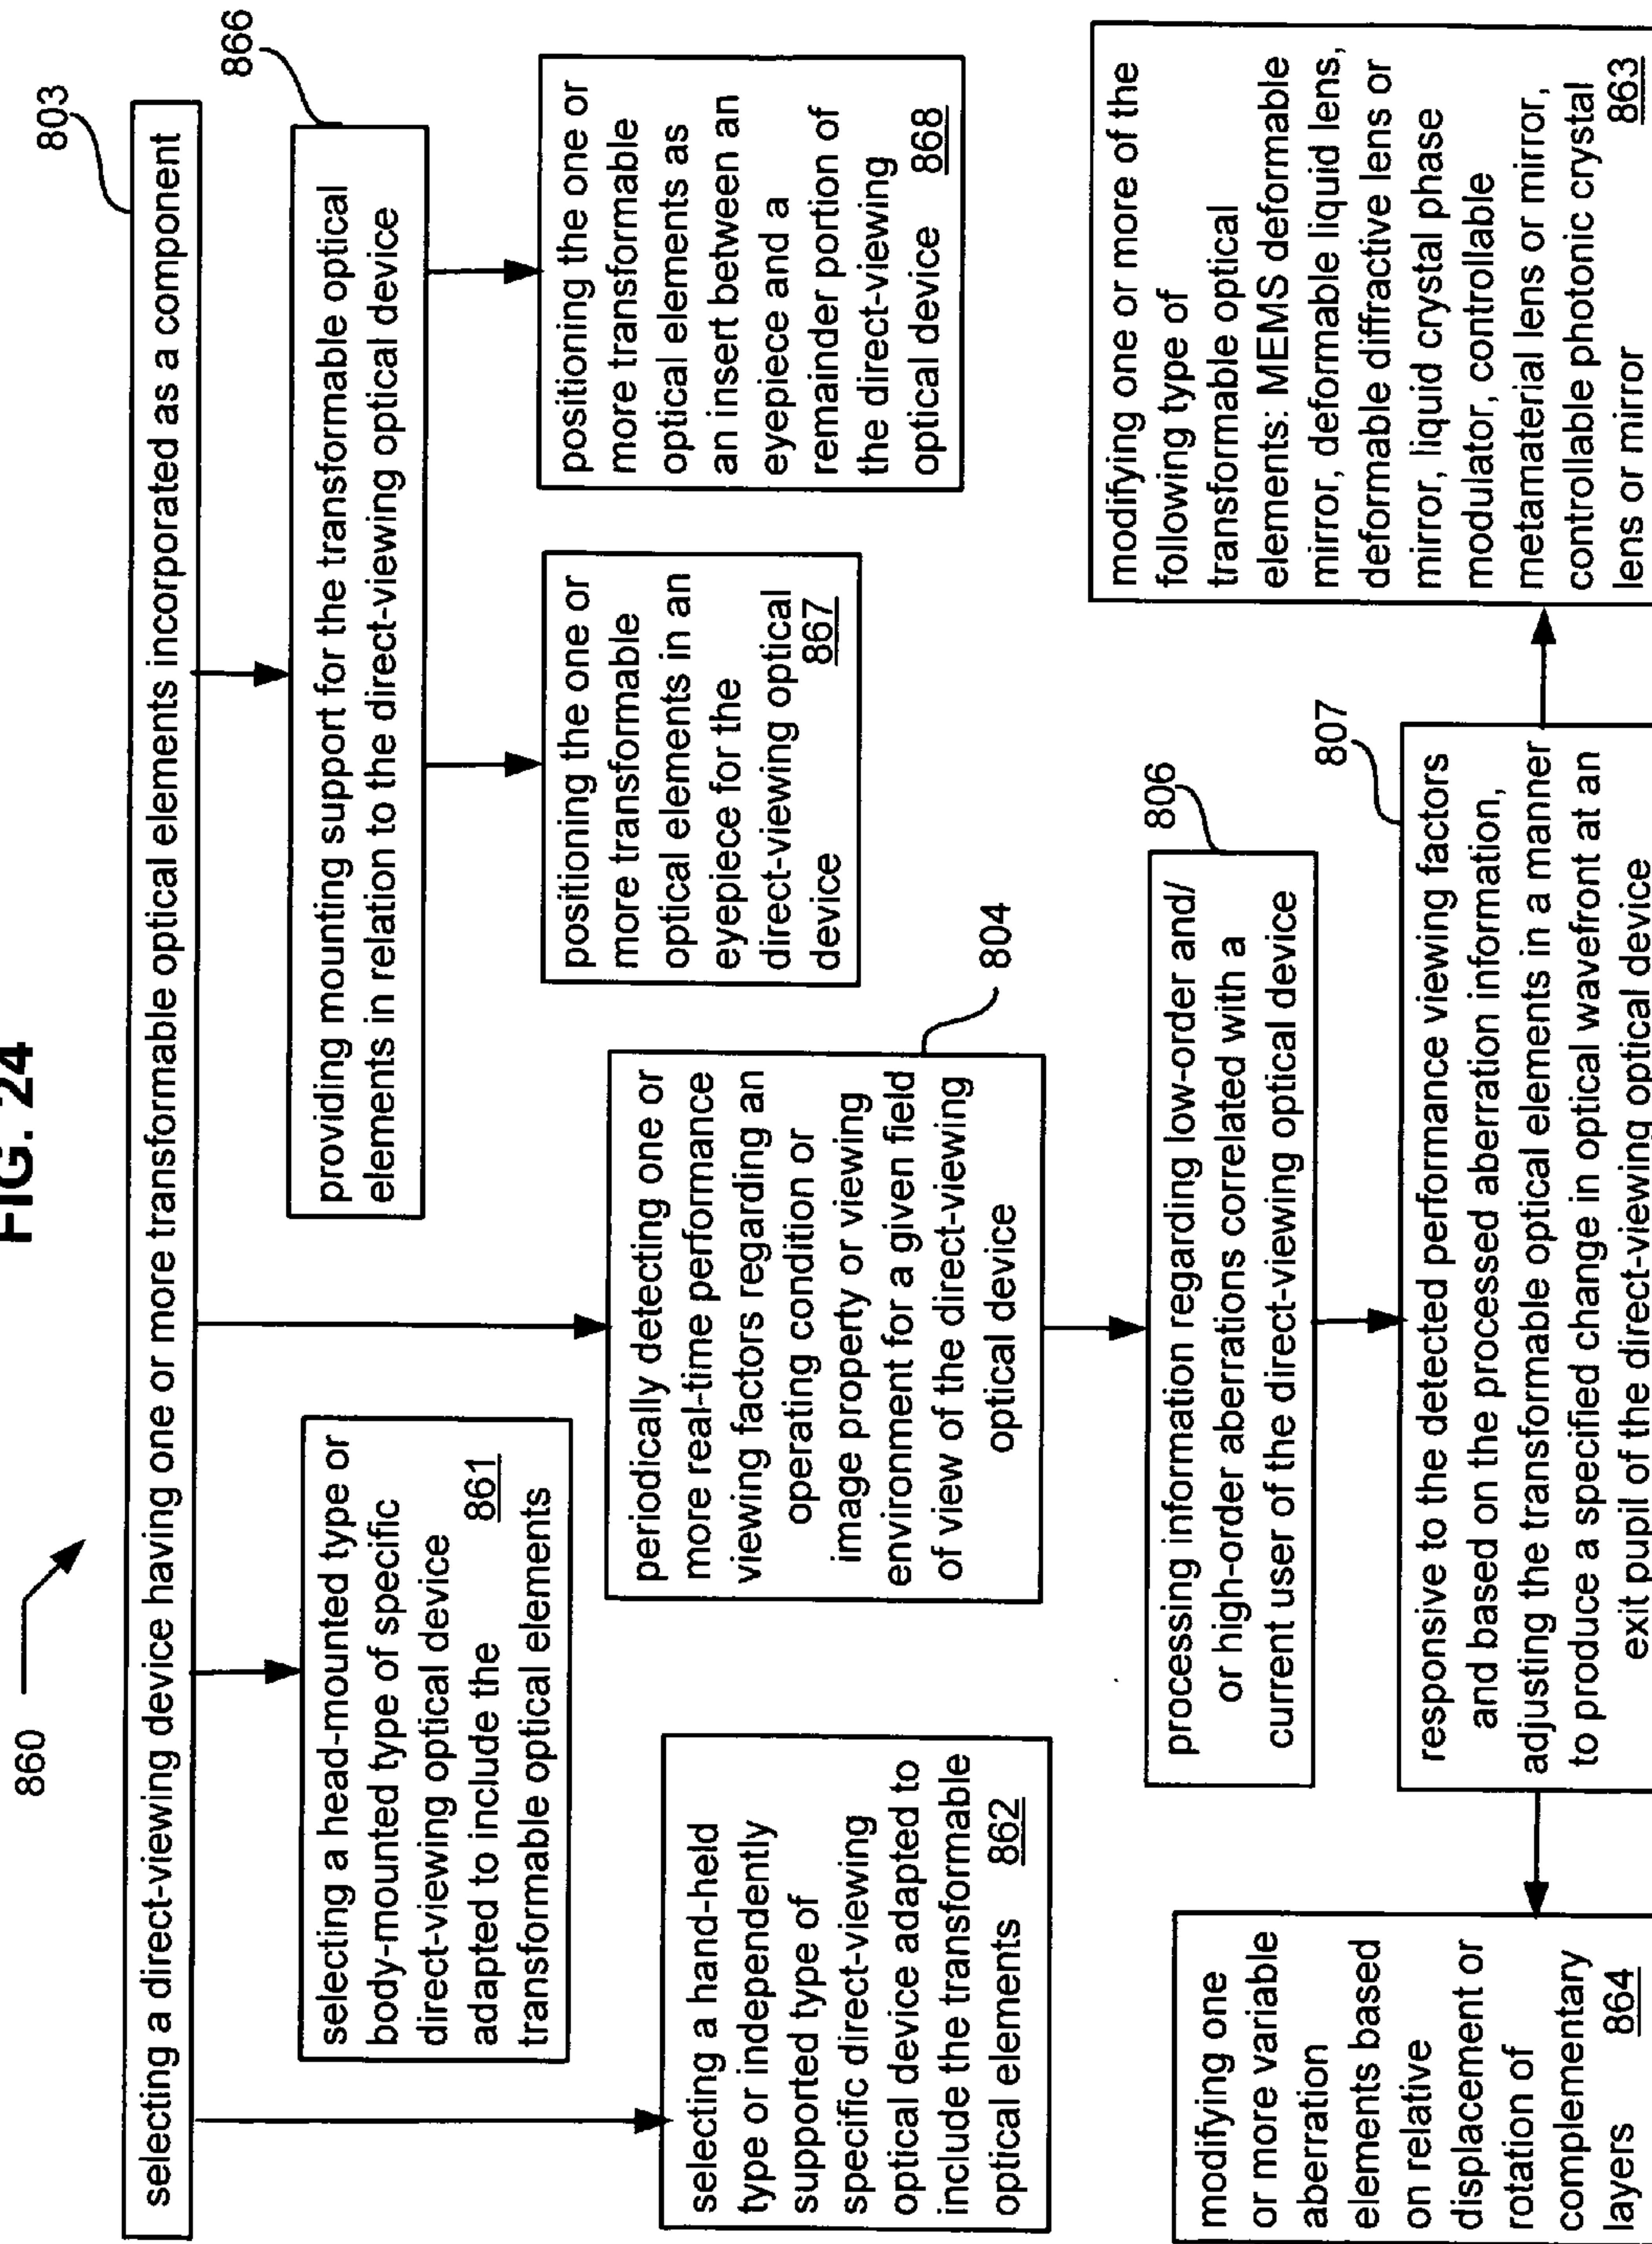 FIG. 24
860
803
selecting a direct-viewing device having one or more transformable optical elements incorporated as a component
866
providing mounting support for the transformable optical
elements in relation to the direct-viewing optical device
selecting a head-mounted type or
body-mounted type of specific
direct-viewing optical device
adapted to include the 861
transformable optical elements
positioning the one or
more transformable
optical elements in an
eyepiece for the
direct-viewing optical
device 867
positioning the one or
more transformable
optical elements as
an insert between an
eyepiece and a
remainder portion of
the direct-viewing
optical device 868
selecting a hand-held
type or independently
supported type of
specific direct-viewing
optical device adapted to
include the transformable
optical elements 862
periodically detecting one or
more real-time performance
viewing factors regarding an
operating condition or
image property or viewing
environment for a given field
of view of the direct-viewing
optical device
804
806
processing information regarding low-order and/
or high-order aberrations correlated with a
current user of the direct-viewing optical device
807
responsive to the detected performance viewing factors
and based on the processed aberration information,
adjusting the transformable optical elements in a manner
to produce a specified change in optical wavefront at an
exit pupil of the direct-viewing optical device
modifying one
or more variable
aberration
elements based
on relative
displacement or
rotation of
complementary
layers 864
modifying one or more of the
following type of
transformable optical
elements: MEMS deformable
mirror, deformable liquid lens,
deformable diffractive lens or
mirror, liquid crystal phase
modulator, controllable
metamaterial lens or mirror,
controllable photonic crystal
lens or mirror 863